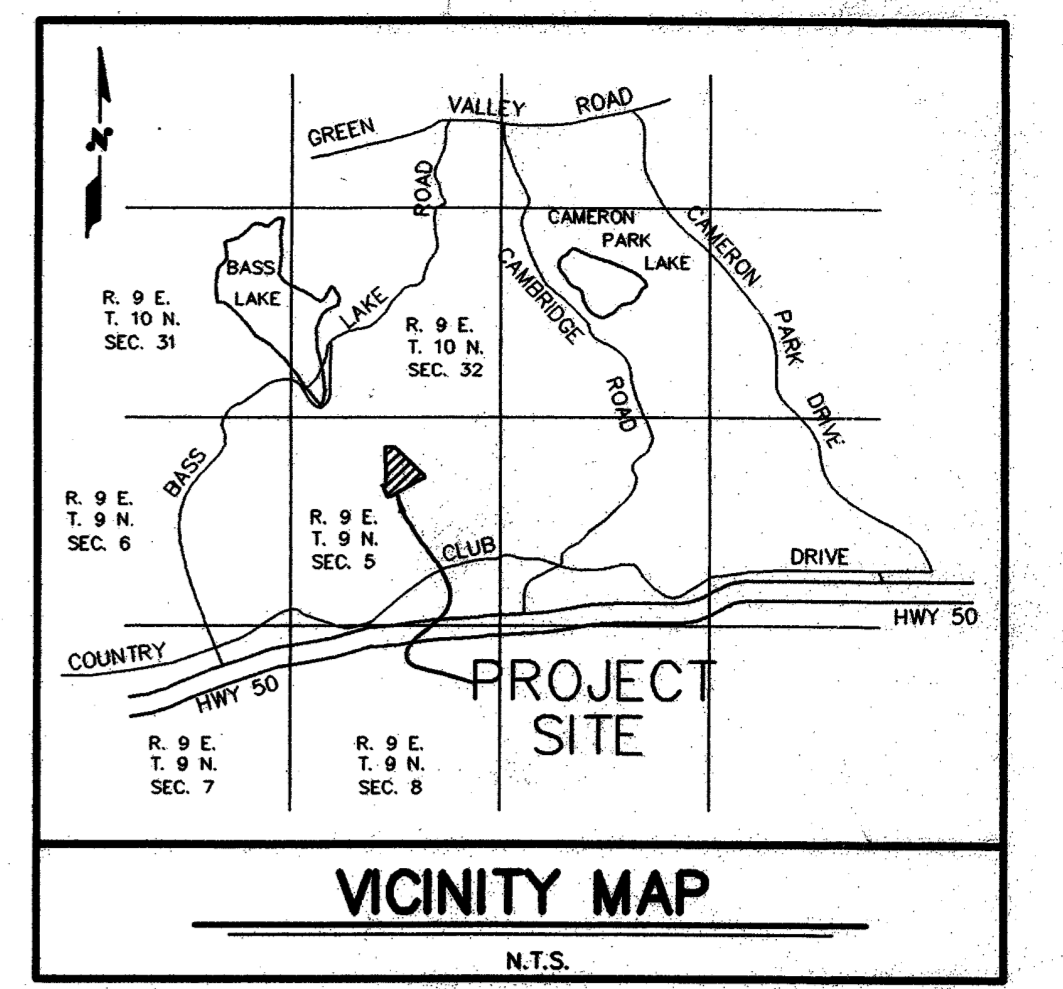 N
GREEN VALLEY ROAD
BASS LAKE ROAD
CAMERON
PARK
LAKE
CAMERON PARK DRIVE
CAMBRIDGE ROAD
BASS
LAKE
R. 9 E.
T. 10 N.
SEC. 31
R. 9 E.
T. 10 N.
SEC. 32
R. 9 E.
T. 9 N.
SEC. 6
R. 9 E.
T. 9 N.
SEC. 5
COUNTRY CLUB DRIVE
HWY 50
HWY 50
PROJECT
SITE
R. 9 E.
T. 9 N.
SEC. 7
R. 9 E.
T. 9 N.
SEC. 8
VICINITY MAP
N.T.S.